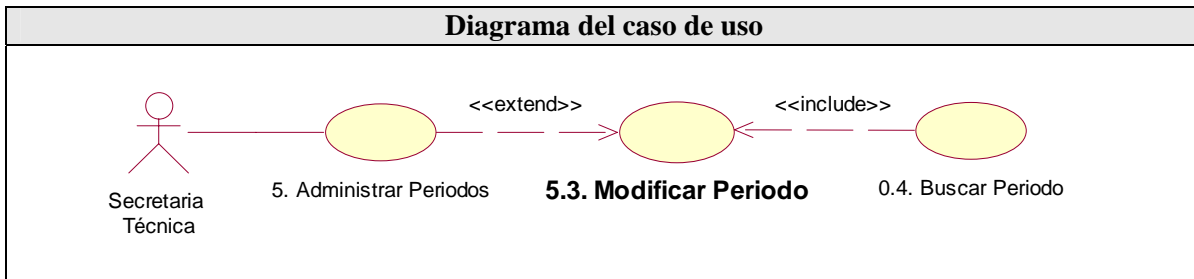 Diagrama del caso de uso
<<extend>>
<<include>>
Secretaria
Técnica
5. Administrar Periodos
5.3. Modificar Periodo
0.4. Buscar Periodo